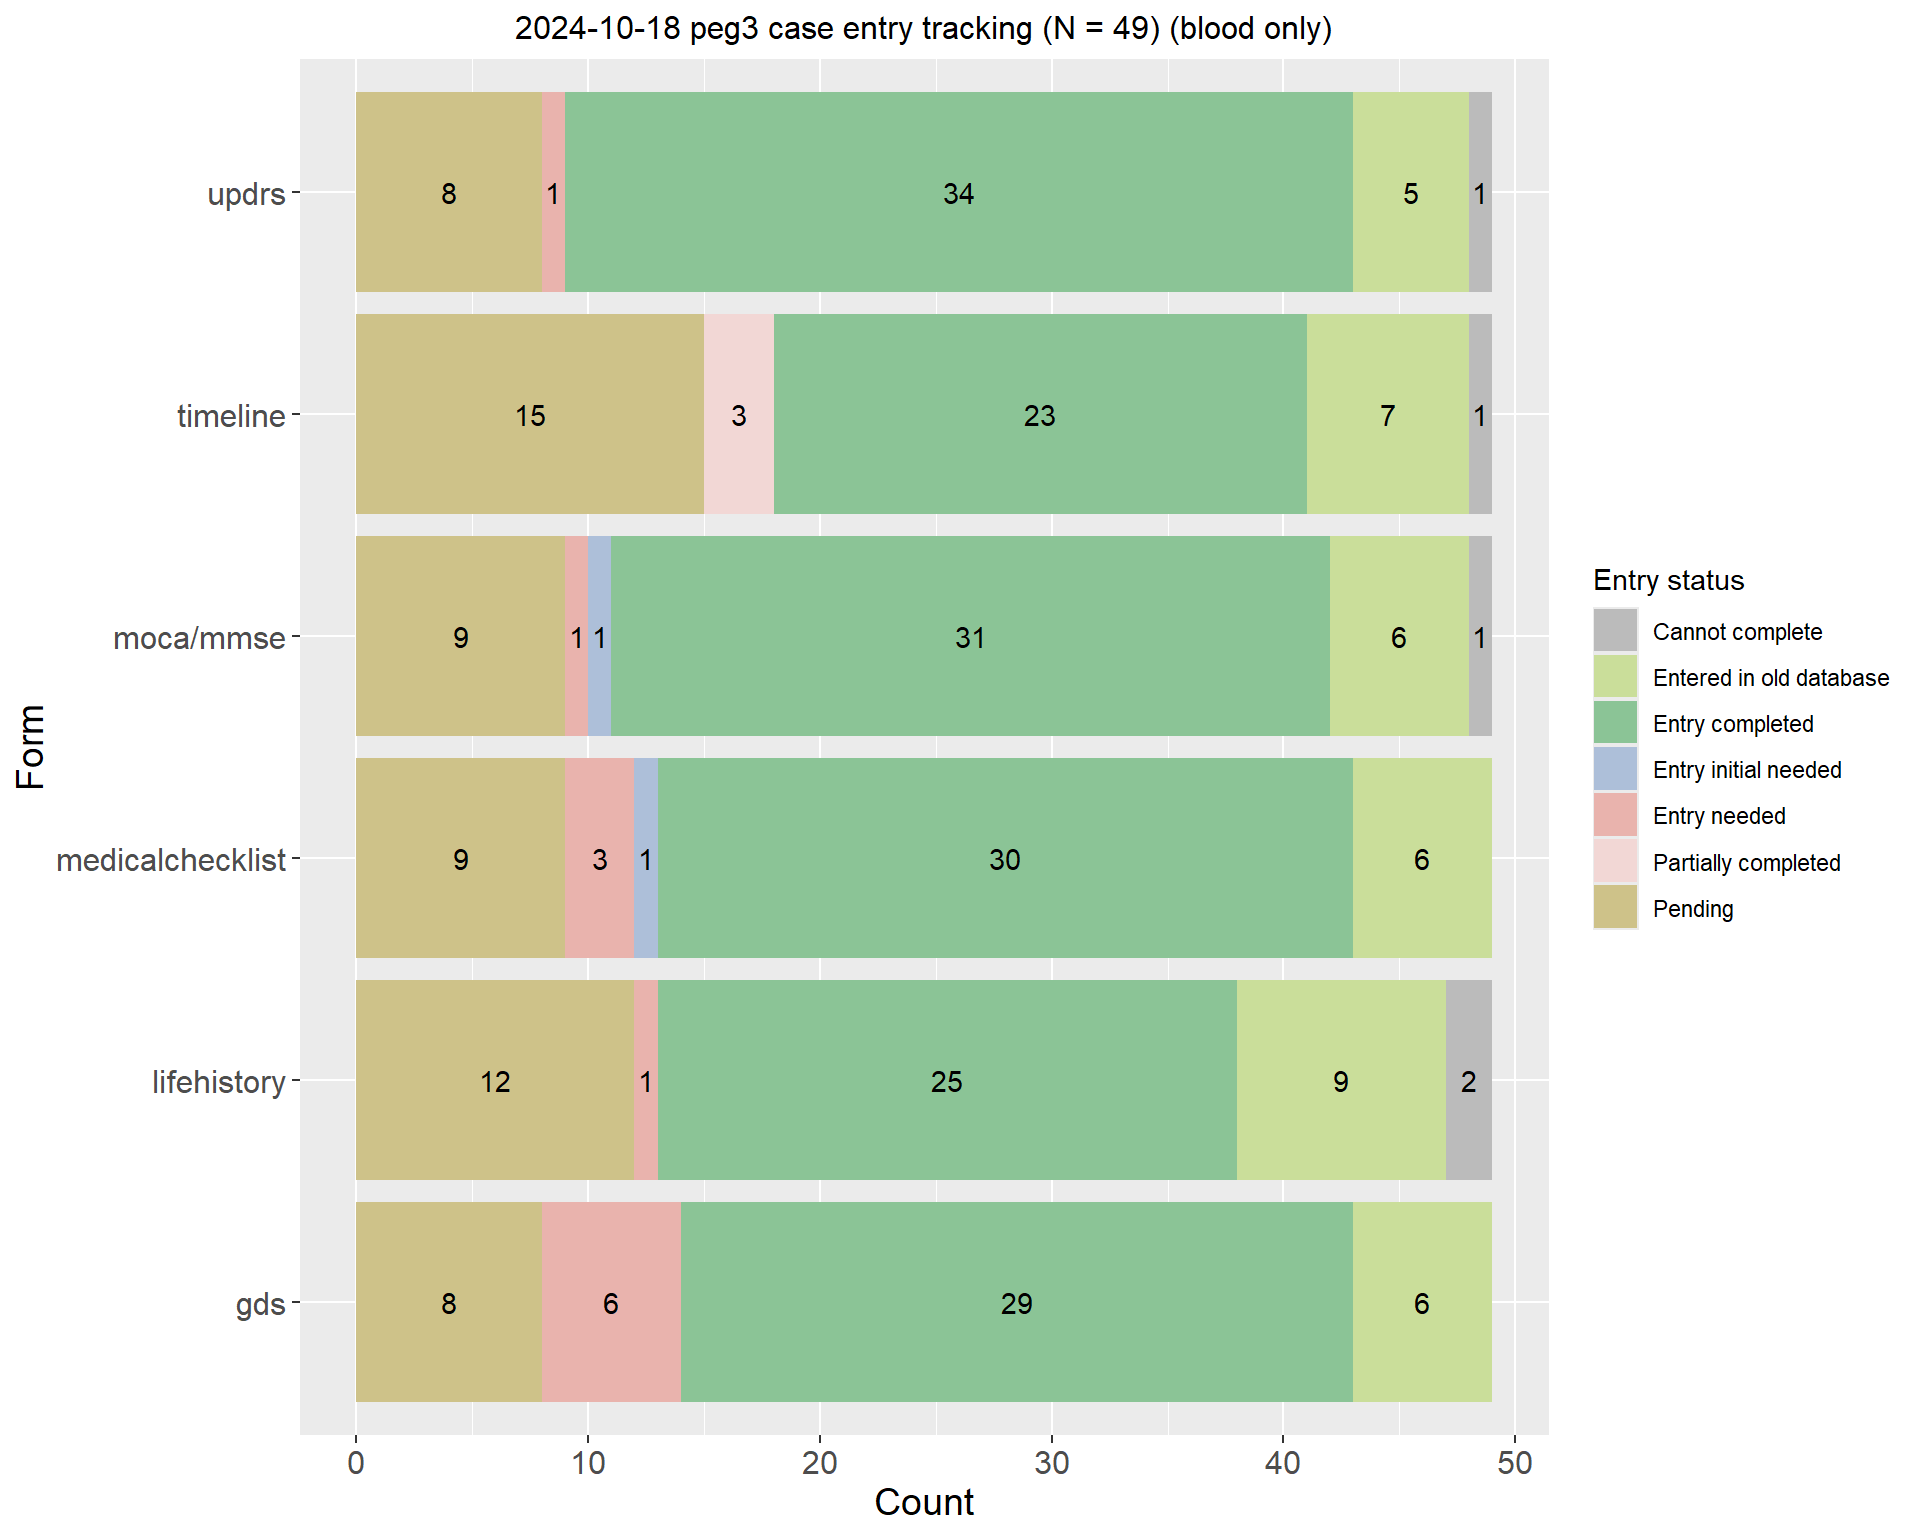 2024-10-18 peg3 case entry tracking (N = 49) (blood only)
Form
updrs
8 1 34 5 1
timeline
15 3 23 7 1
moca/mmse
9 1 1 31 6 1
medicalchecklist
9 3 1 30 6
lifehistory
12 1 25 9 2
gds
8 6 29 6
0 10 20 30 40 50
Count
Entry status
Cannot complete
Entered in old database
Entry completed
Entry initial needed
Entry needed
Partially completed
Pending